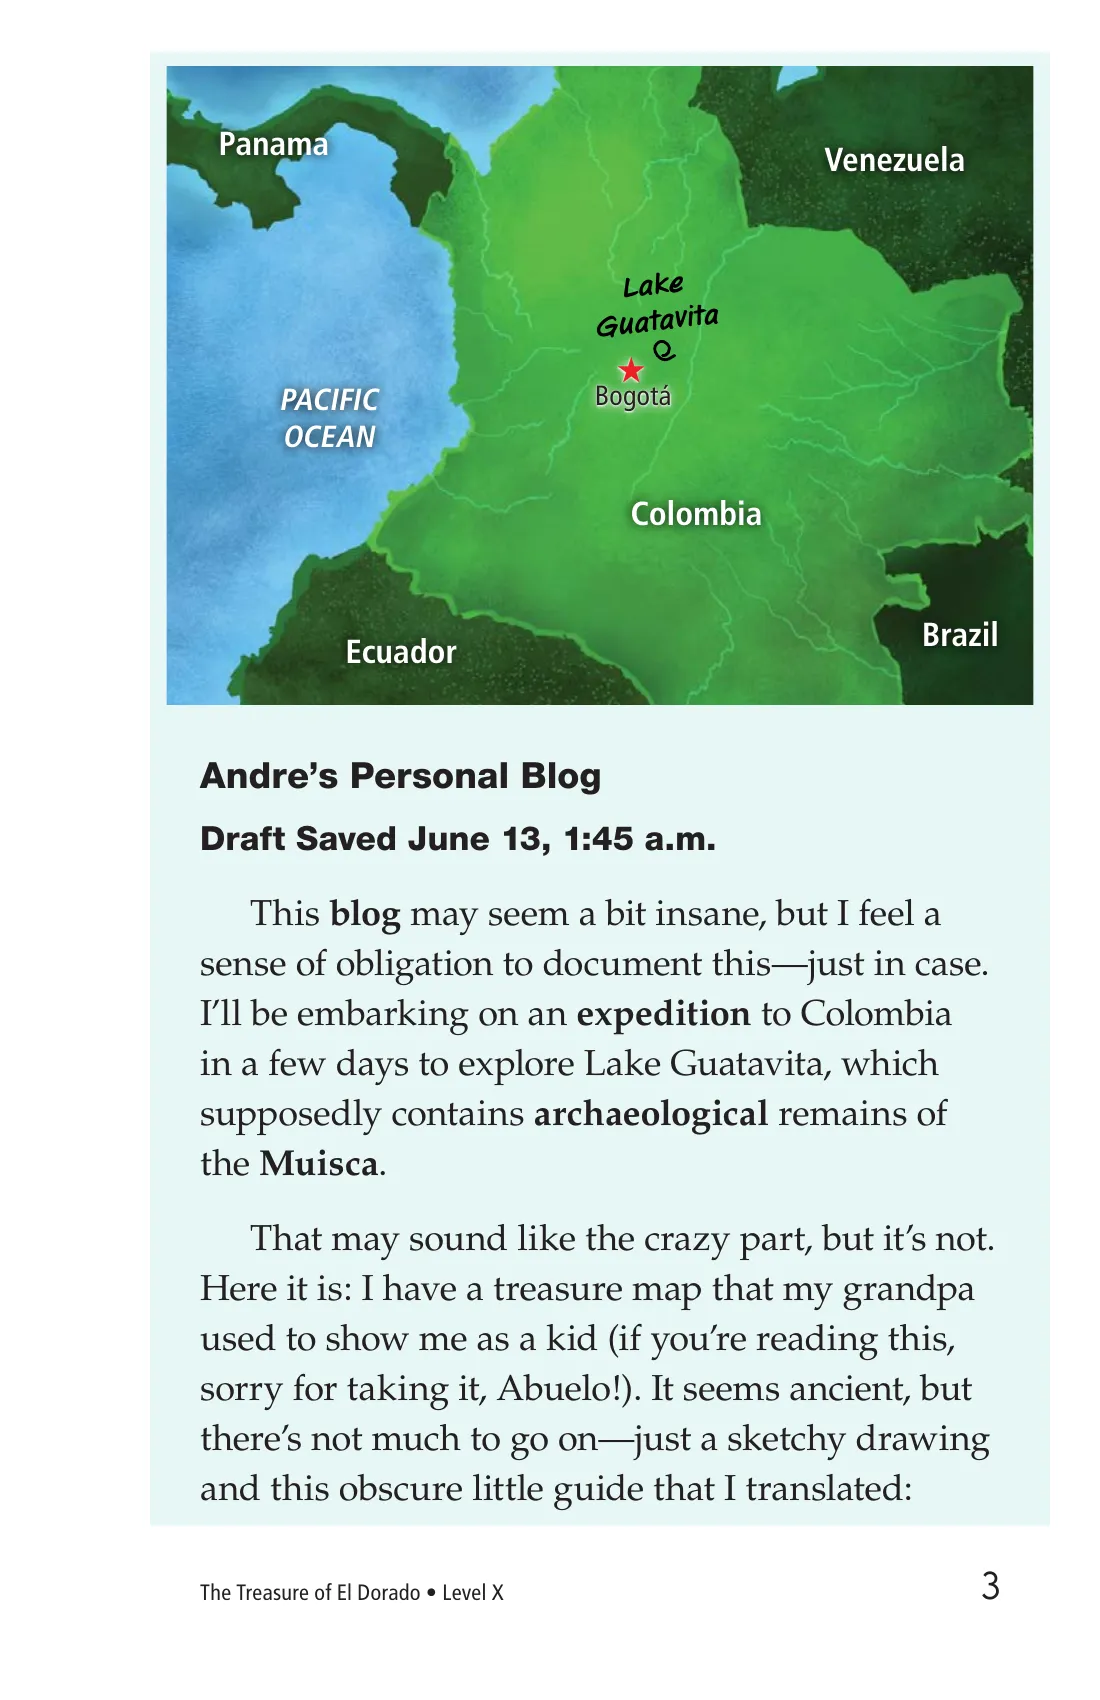 Panama
Venezuela
Lake
Guatavita
Bogotá
PACIFIC
OCEAN
Colombia
Ecuador
Brazil
Andre’s Personal Blog
Draft Saved June 13, 1:45 a.m.
This blog may seem a bit insane, but I feel a
sense of obligation to document this—just in case.
I’ll be embarking on an expedition to Colombia
in a few days to explore Lake Guatavita, which
supposedly contains archaeological remains of
the Muisca.
That may sound like the crazy part, but it’s not.
Here it is: I have a treasure map that my grandpa
used to show me as a kid (if you’re reading this,
sorry for taking it, Abuelo!). It seems ancient, but
there’s not much to go on—just a sketchy drawing
and this obscure little guide that I translated:
The Treasure of El Dorado • Level X
3